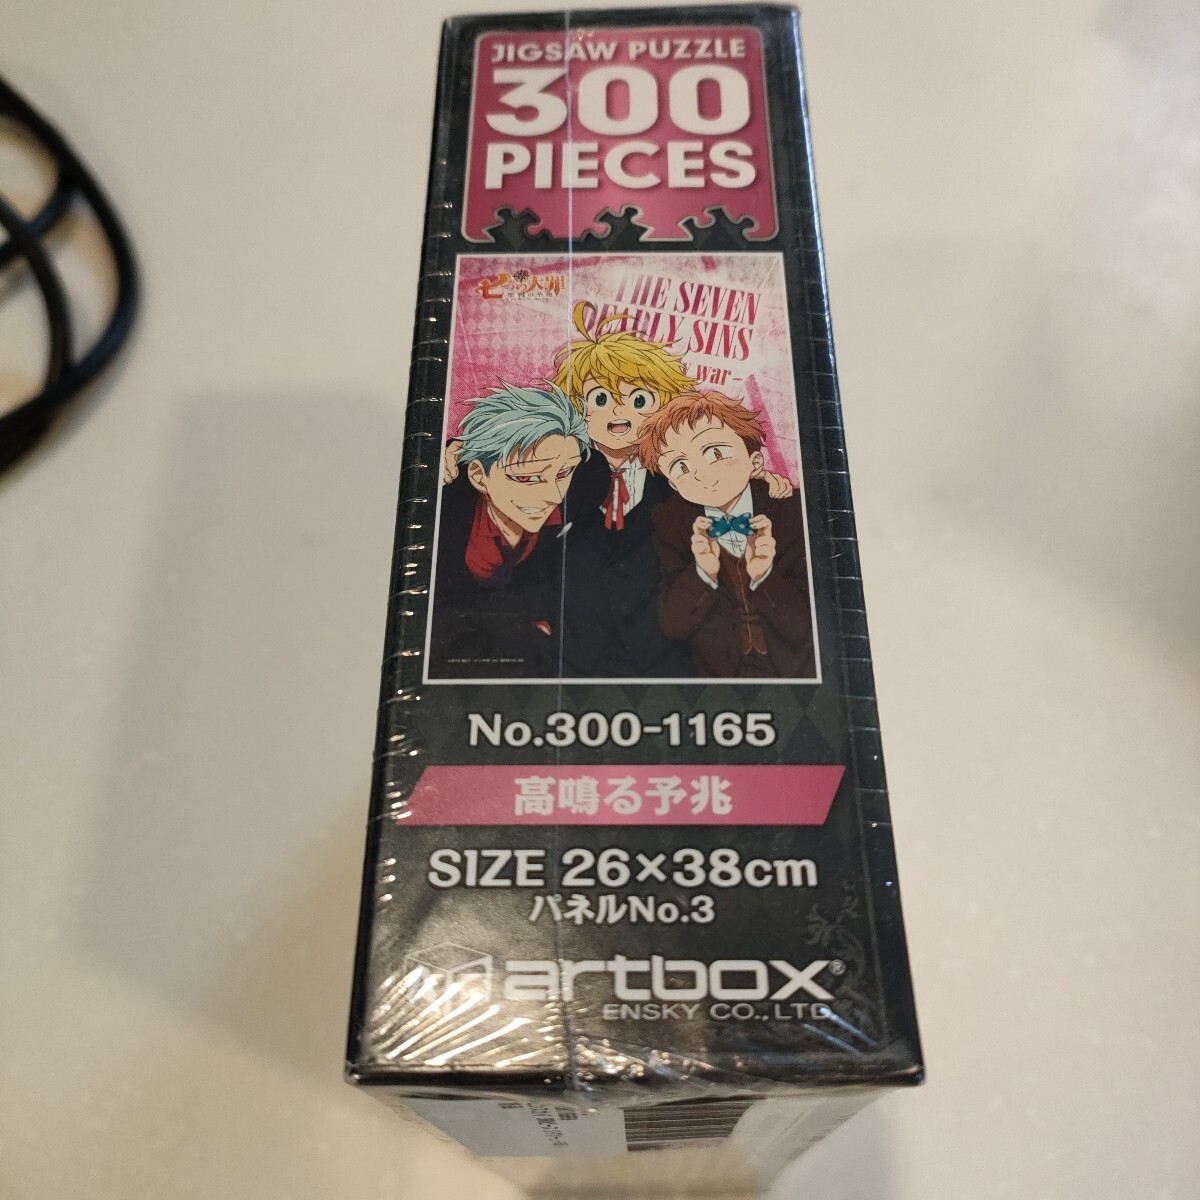 JIGSAW PUZZLE
300
PIECES
七つの大罪
THE SEVEN
DEADLY SINS
war-
No.300-1165
高鳴る予兆
SIZE 26×38cm
パネルNo.3
artbox®
ENSKY CO.,LTD.